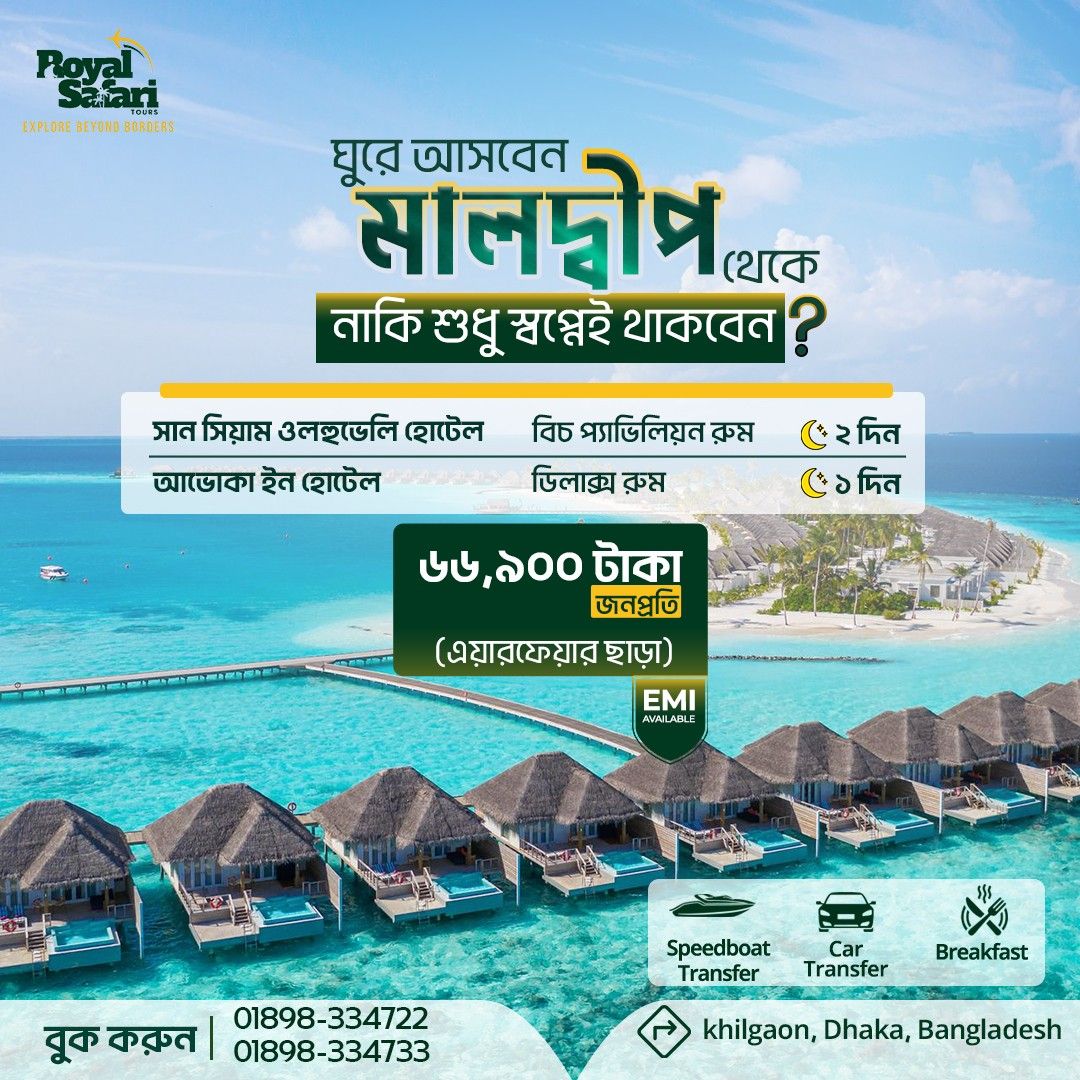 Royal
Safari
TOURS
EXPLORE BEYOND BORDERS
ঘুরে আসবেন
মালদ্বীপ থেকে
নাকি শুধু স্বপ্নেই থাকবেন ?
সান সিয়াম ওলহুভেলি হোটেল বিচ প্যাভিলিয়ন রুম ২ দিন
আভোকা ইন হোটেল ডিলাক্স রুম ১ দিন
৬৬,৯০০ টাকা
জনপ্রতি
(এয়ারফেয়ার ছাড়া)
EMI
AVAILABLE
Speedboat Transfer
Car Transfer
Breakfast
বুক করুন
01898-334722
01898-334733
khilgaon, Dhaka, Bangladesh